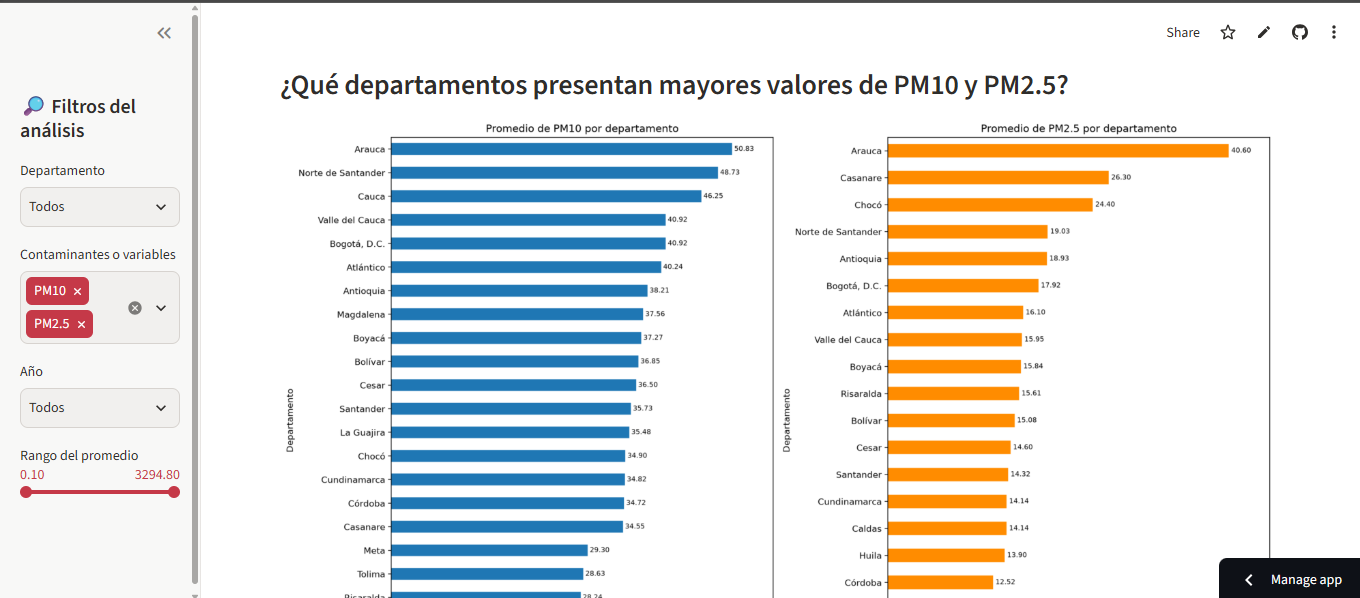 Share
🔎 Filtros del
análisis
Departamento
Todos
Contaminantes o variables
PM10 ×
PM2.5 ×
Año
Todos
Rango del promedio
0.10 3294.80
¿Qué departamentos presentan mayores valores de PM10 y PM2.5?
Promedio de PM10 por departamento
Departamento
Arauca 50.83
Norte de Santander 48.73
Cauca 46.25
Valle del Cauca 40.92
Bogotá, D.C. 40.92
Atlántico 40.24
Antioquia 38.21
Magdalena 37.56
Boyacá 37.27
Bolívar 36.85
Cesar 36.50
Santander 35.73
La Guajira 35.48
Chocó 34.90
Cundinamarca 34.82
Córdoba 34.72
Casanare 34.55
Meta 29.30
Tolima 28.63
Risaralda 28.24
Promedio de PM2.5 por departamento
Departamento
Arauca 40.60
Casanare 26.30
Chocó 24.40
Norte de Santander 19.03
Antioquia 18.93
Bogotá, D.C. 17.92
Atlántico 16.10
Valle del Cauca 15.95
Boyacá 15.84
Risaralda 15.61
Bolívar 15.08
Cesar 14.60
Santander 14.32
Cundinamarca 14.14
Caldas 14.14
Huila 13.90
Córdoba 12.52
Manage app